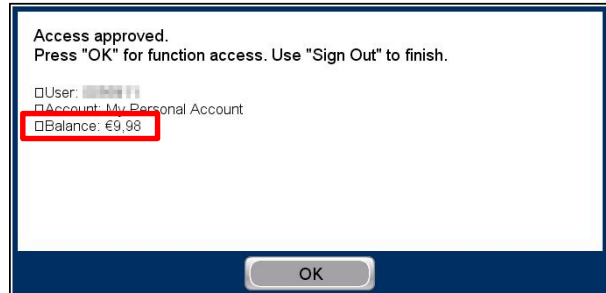 Access approved.
Press "OK" for function access. Use "Sign Out" to finish.
□User:
□Account: My Personal Account
□Balance: €9,98
OK